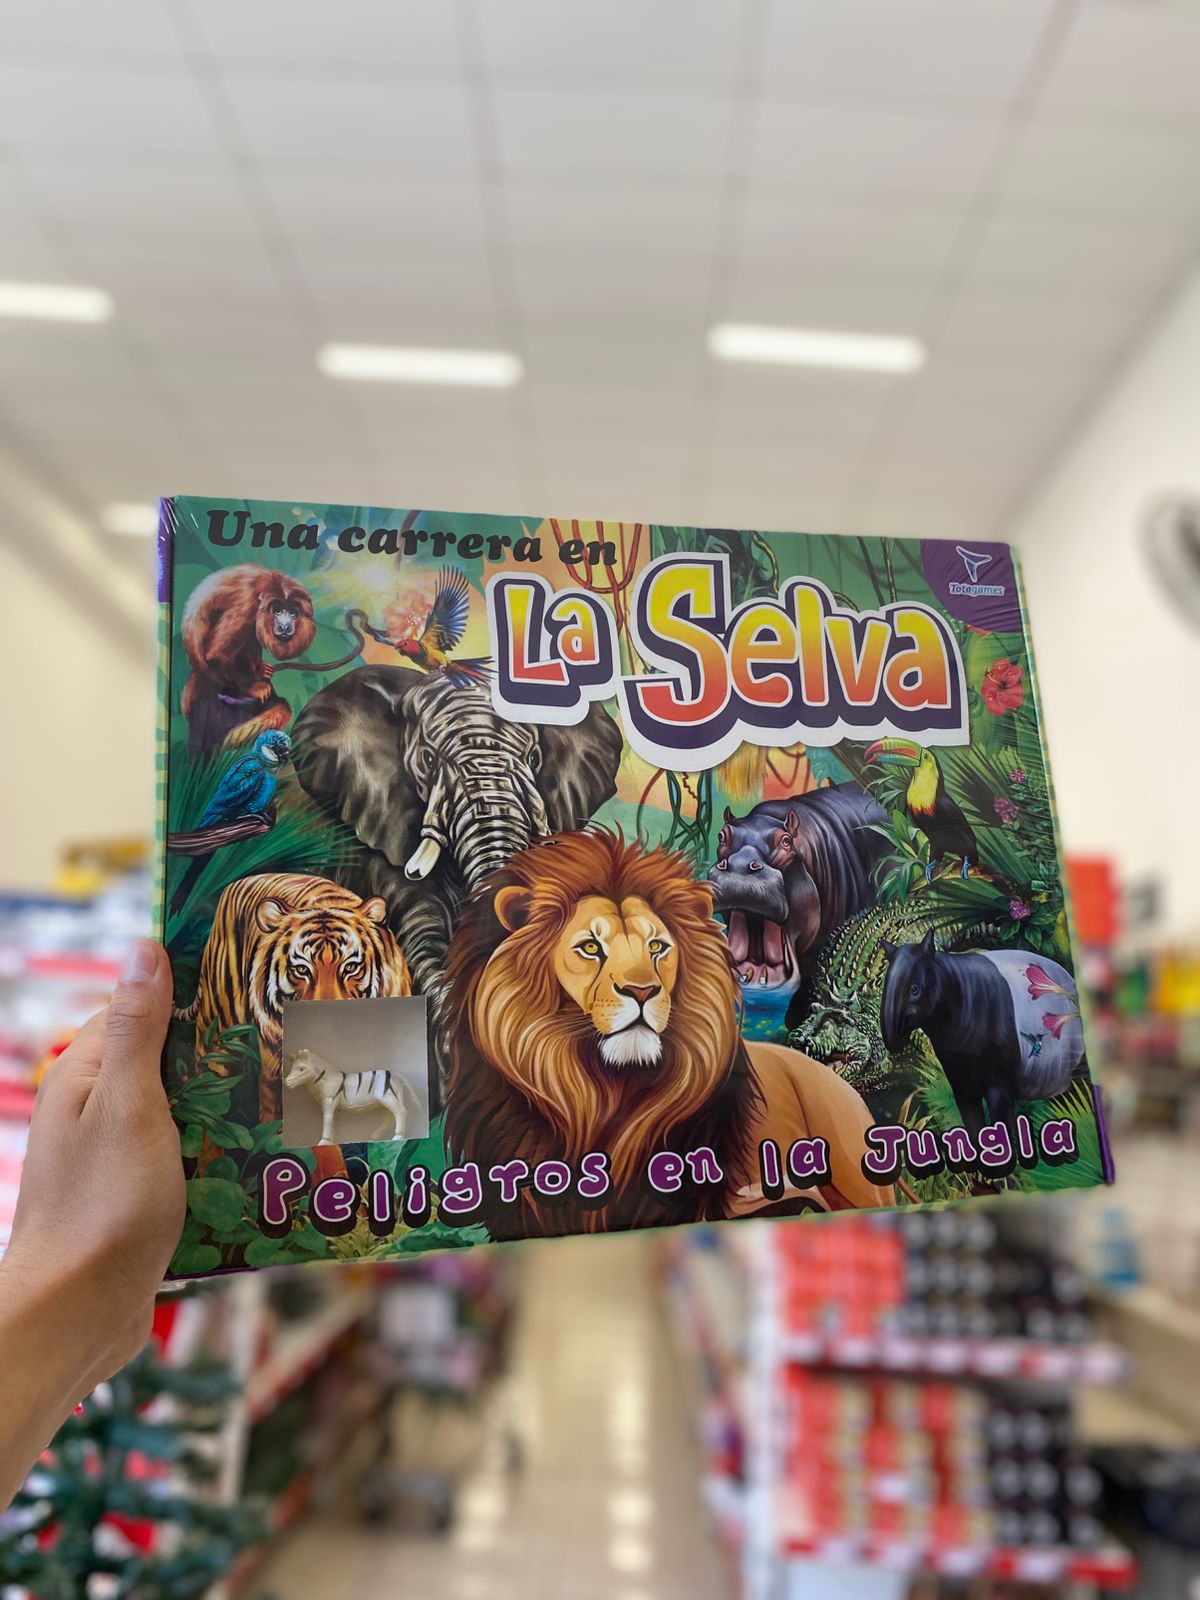 Una carrera en
La Selva
Totogames
Peligros en la Jungla